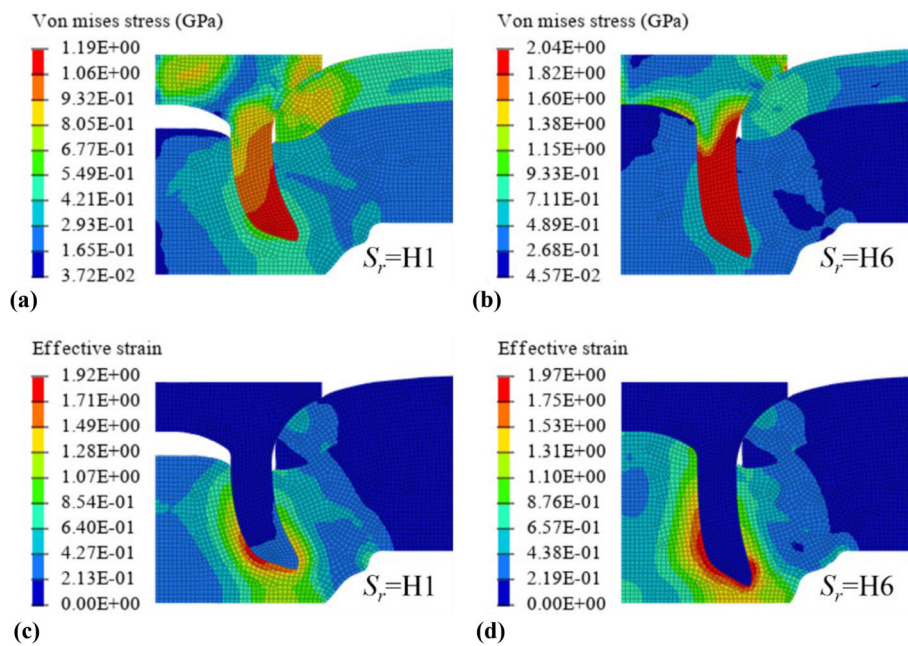 Von mises stress (GPa)
1.19E+00
1.06E+00
9.32E-01
8.05E-01
6.77E-01
5.49E-01
4.21E-01
2.93E-01
1.65E-01
3.72E-02
Sr=H1
(a)
Von mises stress (GPa)
2.04E+00
1.82E+00
1.60E+00
1.38E+00
1.15E+00
9.33E-01
7.11E-01
4.89E-01
2.68E-01
4.57E-02
Sr=H6
(b)
Effective strain
1.92E+00
1.71E+00
1.49E+00
1.28E+00
1.07E+00
8.54E-01
6.40E-01
4.27E-01
2.13E-01
0.00E+00
Sr=H1
(c)
Effective strain
1.97E+00
1.75E+00
1.53E+00
1.31E+00
1.10E+00
8.76E-01
6.57E-01
4.38E-01
2.19E-01
0.00E+00
Sr=H6
(d)